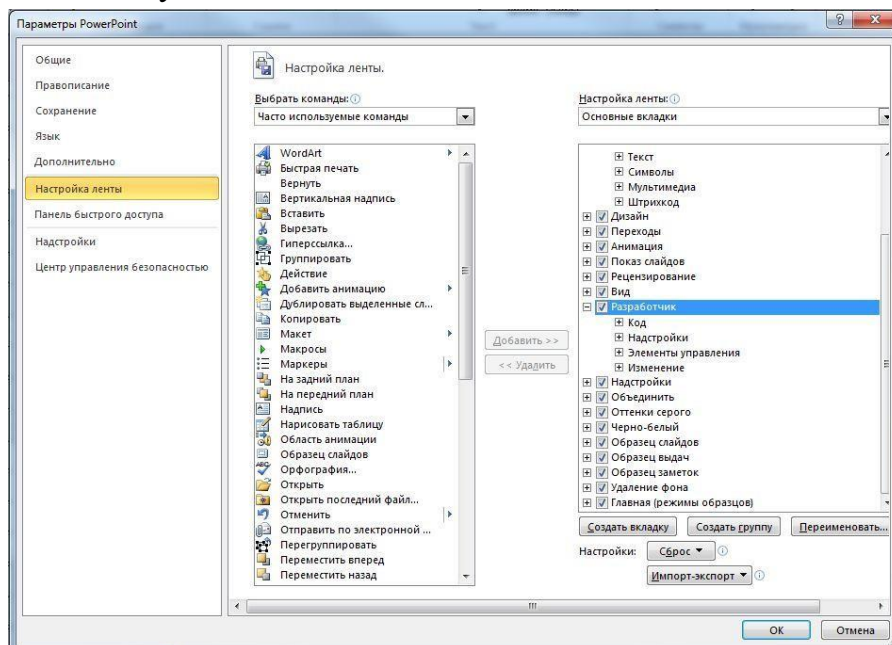 Параметры PowerPoint
Общие
Правописание
Сохранение
Язык
Дополнительно
Настройка ленты
Панель быстрого доступа
Надстройки
Центр управления безопасностью
Настройка ленты.
Выбрать команды:
Часто используемые команды
WordArt
Быстрая печать
Вернуть
Вертикальная надпись
Вставить
Вырезать
Гиперссылка...
Группировать
Действие
Добавить анимацию
Дублировать выделенные сл...
Копировать
Макет
Макросы
Маркеры
На задний план
На передний план
Надпись
Нарисовать таблицу
Область анимации
Образец слайдов
Орфография...
Открыть
Открыть последний файл...
Отменить
Отправить по электронной ...
Перегруппировать
Переместить вперед
Переместить назад
Добавить >>
<< Удалить
Настройка ленты:
Основные вкладки
Текст
Символы
Мультимедиа
Штрихкод
Дизайн
Переходы
Анимация
Показ слайдов
Рецензирование
Вид
Разработчик
Код
Надстройки
Элементы управления
Изменение
Надстройки
Объединить
Оттенки серого
Черно-белый
Образец слайдов
Образец выдач
Образец заметок
Удаление фона
Главная (режимы образцов)
Создать вкладку Создать группу Переименовать...
Настройки: Сброс
Импорт-экспорт
ОК Отмена